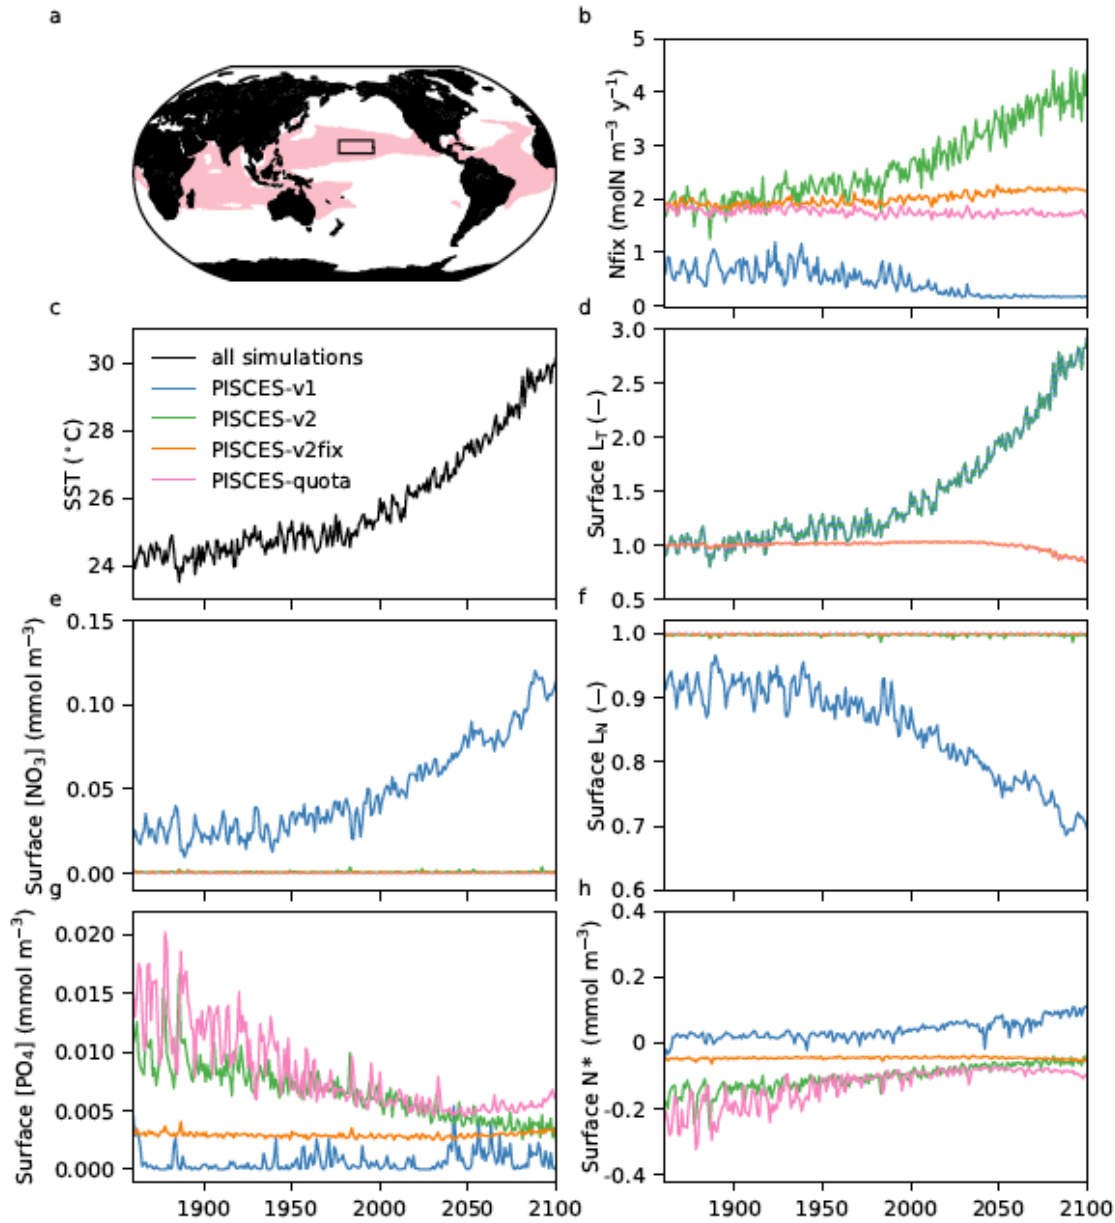 a
b
5
4
3
2
1
0
Nfix (molN m⁻³ y⁻¹)
c
30
28
26
24
SST (°C)
all simulations
PISCES-v1
PISCES-v2
PISCES-v2fix
PISCES-quota
d
3.0
2.5
2.0
1.5
1.0
0.5
Surface L_T (—)
e
0.15
0.10
0.05
0.00
Surface [NO₃] (mmol m⁻³)
f
1.0
0.9
0.8
0.7
0.6
Surface L_N (—)
g
0.020
0.015
0.010
0.005
0.000
Surface [PO₄] (mmol m⁻³)
1900 1950 2000 2050 2100
h
0.4
0.2
0
-0.2
-0.4
Surface N* (mmol m⁻³)
1900 1950 2000 2050 2100